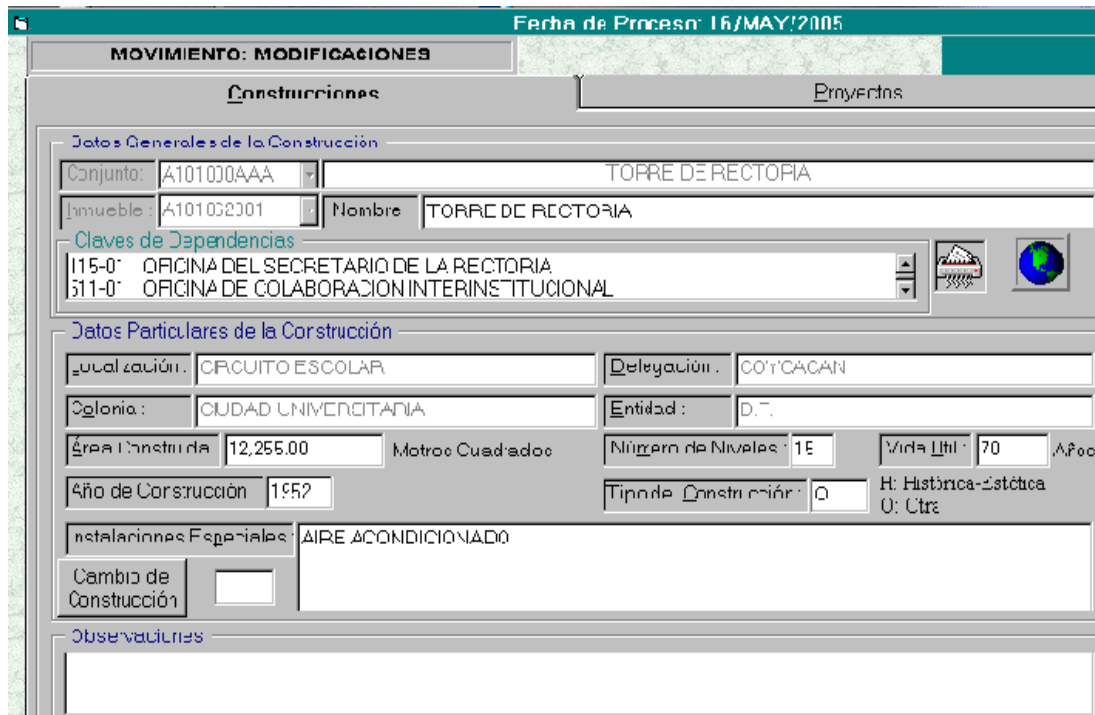 Fecha de Proceso: 16/MAY/2005
MOVIMIENTO: MODIFICACIONES
Construcciones Proyectos
Datos Generales de la Construcción
Conjunto: A101000AAA TORRE DE RECTORIA
Inmueble : Nombre TORRE DE RECTORIA
Claves de Dependencias
OFICINA DEL SECRETARIO DE LA RECTORIA
OFICINA DE COLABORACION INTERINSTITUCIONAL
Datos Particulares de la Construcción
Localización : CIRCUITO ESCOLAR Delegación : COYOACAN
Colonia : CIUDAD UNIVERSITARIA Entidad : D.F.
Área Construida Metros Cuadrados Número de Niveles : Vida Util : 70 Años
Año de Construcción 1952 Tipo de Construcción : O H: Histórica-Estética
O: Otra
Instalaciones Especiales : AIRE ACONDICIONADO
Cambio de
Construcción
Observaciones